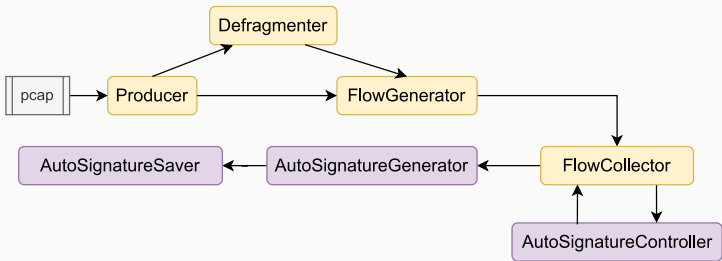 Defragmenter
pcap
Producer
FlowGenerator
AutoSignatureSaver
AutoSignatureGenerator
FlowCollector
AutoSignatureController